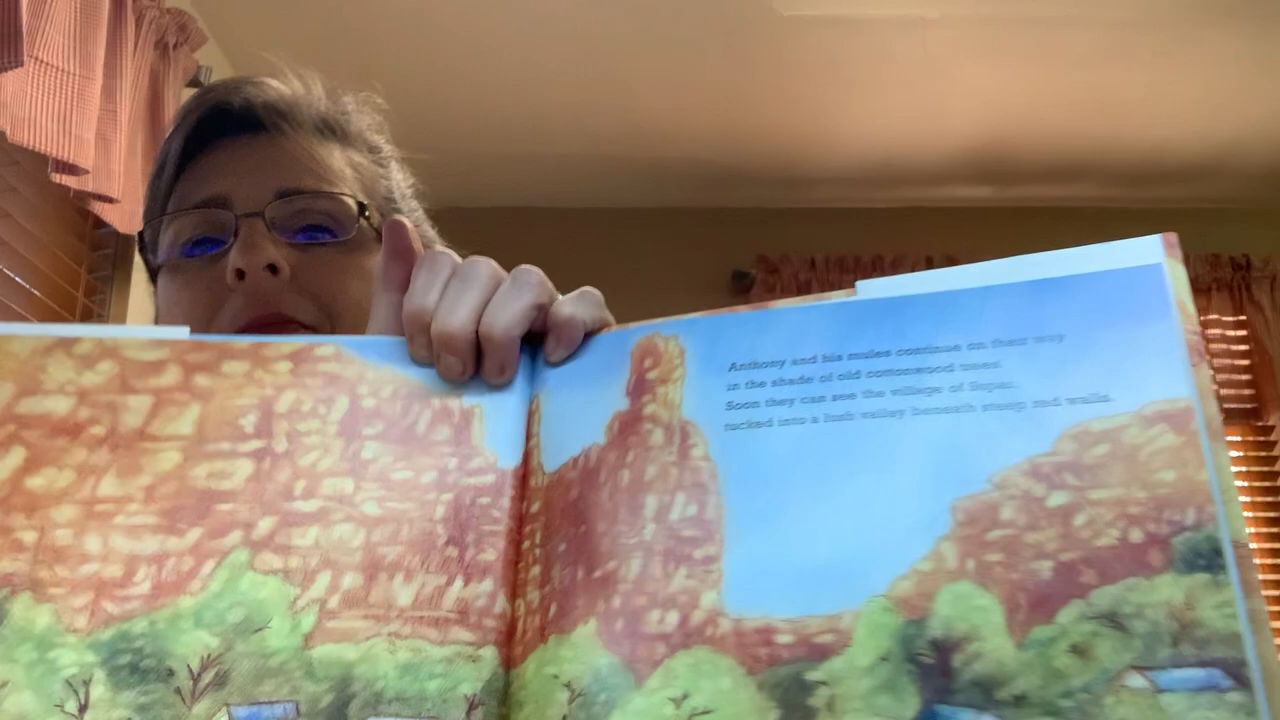 Anthony and his mules continue on their way
in the shade of old cottonwood trees.
Soon they can see the village of Supai,
tucked into a lush valley beneath steep red walls.